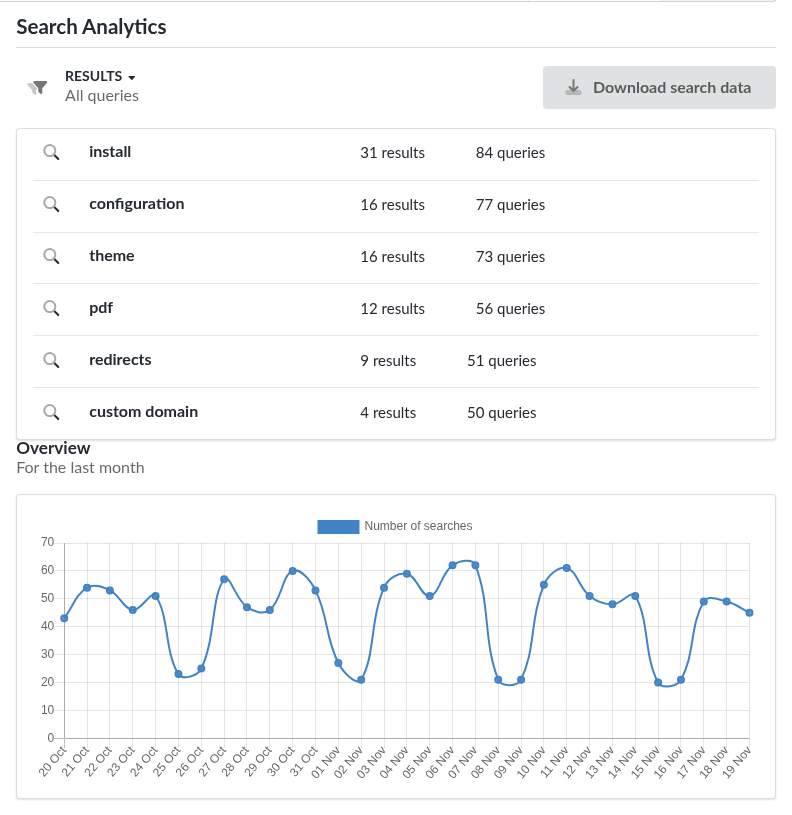 Search Analytics
RESULTS
All queries
Download search data
install 31 results 84 queries
configuration 16 results 77 queries
theme 16 results 73 queries
pdf 12 results 56 queries
redirects 9 results 51 queries
custom domain 4 results 50 queries
Overview
For the last month
Number of searches
70
60
50
40
30
20
10
0
20 Oct 21 Oct 22 Oct 23 Oct 24 Oct 25 Oct 26 Oct 27 Oct 28 Oct 29 Oct 30 Oct 31 Oct 01 Nov 02 Nov 03 Nov 04 Nov 05 Nov 06 Nov 07 Nov 08 Nov 09 Nov 10 Nov 11 Nov 12 Nov 13 Nov 14 Nov 15 Nov 16 Nov 17 Nov 18 Nov 19 Nov